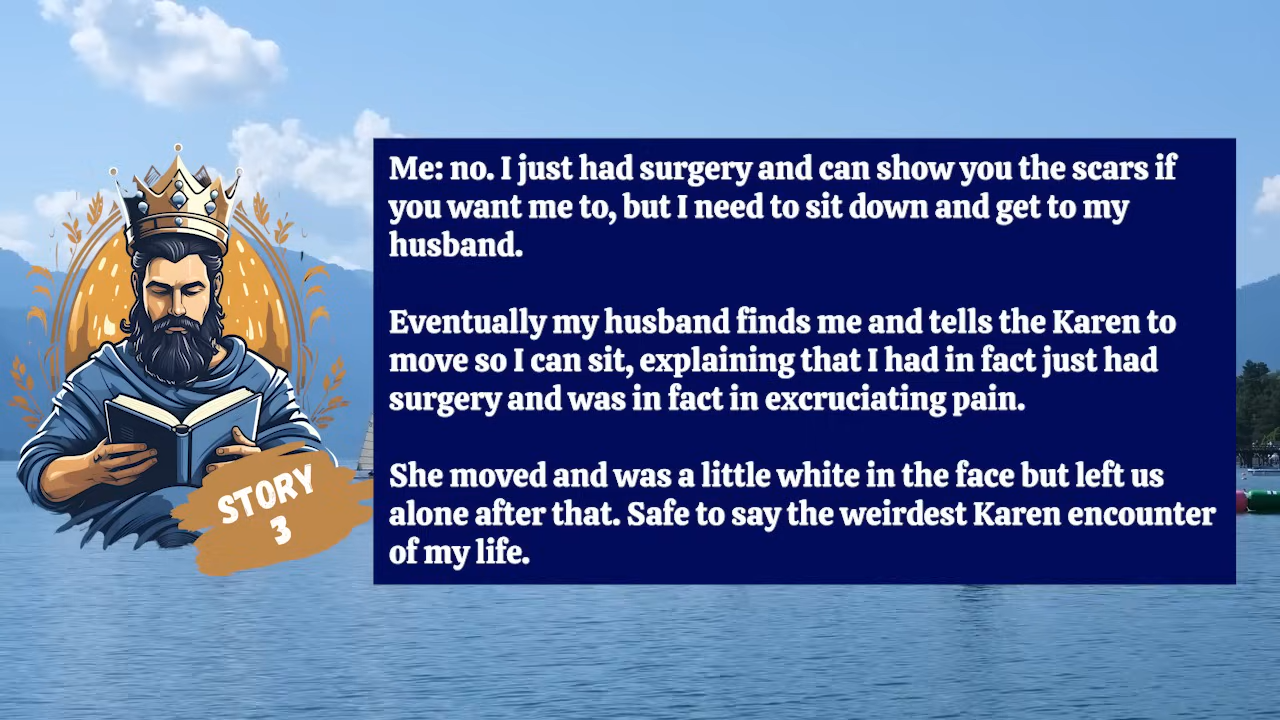 Me: no. I just had surgery and can show you the scars if
you want me to, but I need to sit down and get to my
husband.
Eventually my husband finds me and tells the Karen to
move so I can sit, explaining that I had in fact just had
surgery and was in fact in excruciating pain.
She moved and was a little white in the face but left us
alone after that. Safe to say the weirdest Karen encounter
of my life.
STORY
3